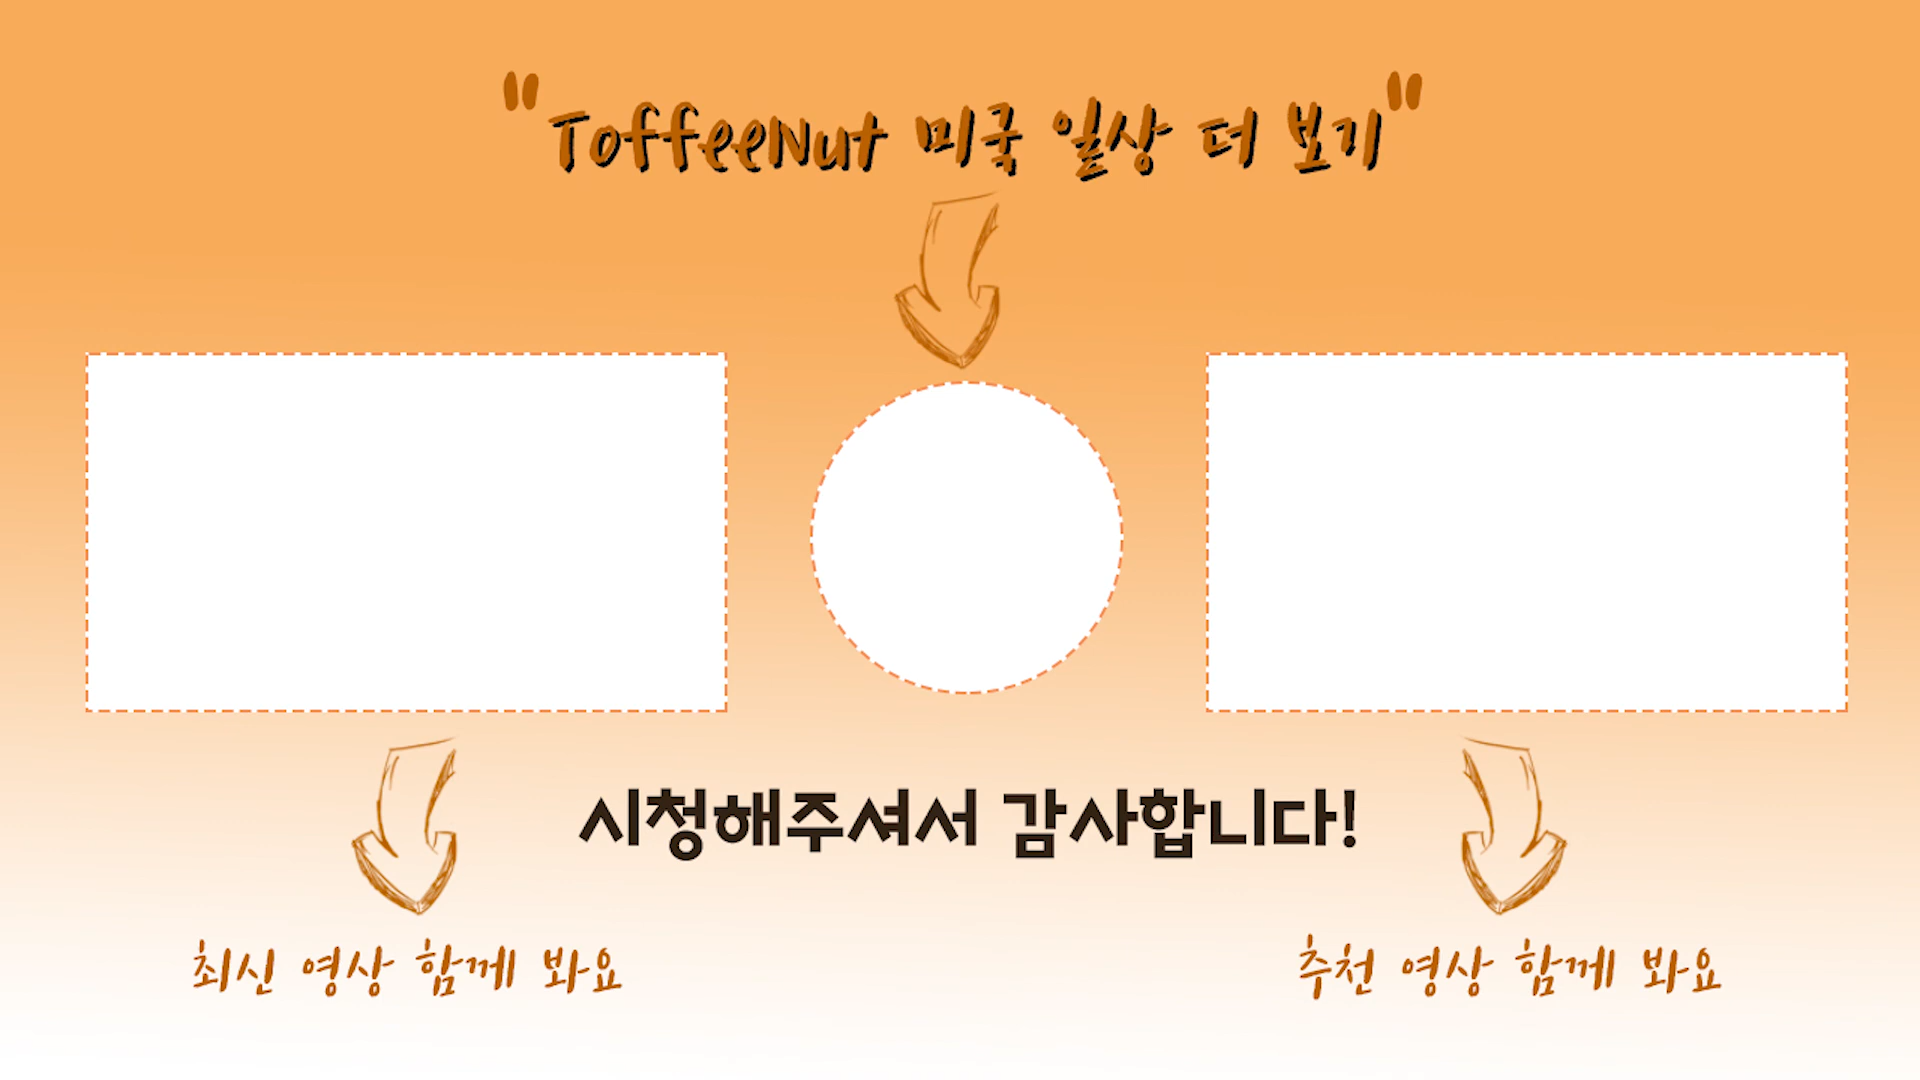 "ToffeeNut 미국 일상 더 보기"
시청해주셔서 감사합니다!
최신 영상 함께 봐요
추천 영상 함께 봐요